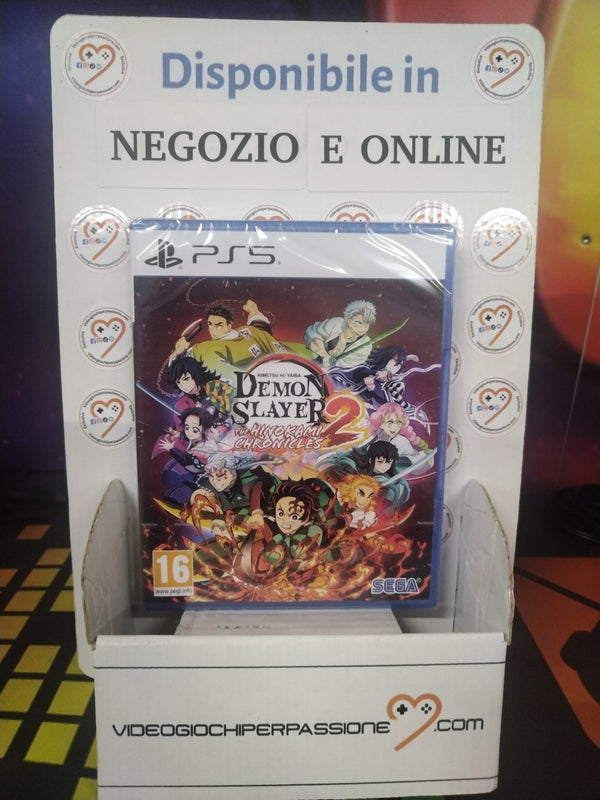 Disponibile in
NEGOZIO E ONLINE
PS5
KIMETSU NO YAIBA
DEMON
SLAYER
THE HINOKAMI
CHRONICLES 2
16
www.pegi.info
SEGA
VIDEOGIOCHIPERPASSIONE.COM